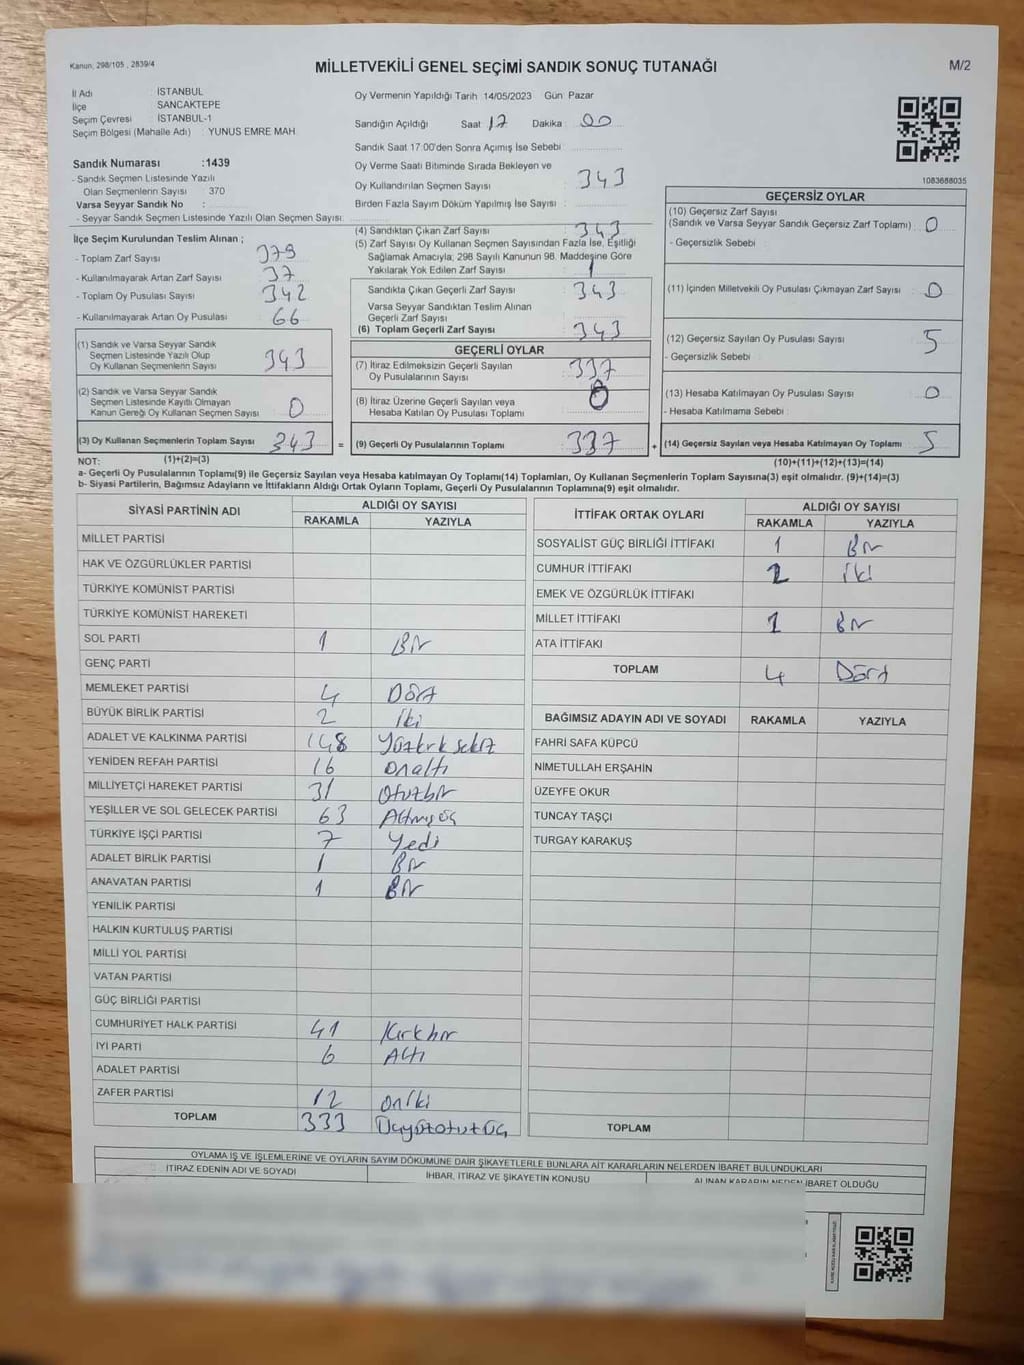 Kanun, 298/105 , 2839/4
MİLLETVEKİLİ GENEL SEÇİMİ SANDIK SONUÇ TUTANAĞI
M/2
İl Adı : İSTANBUL
İlçe : SANCAKTEPE
Seçim Çevresi : İSTANBUL-1
Seçim Bölgesi (Mahalle Adı) : YUNUS EMRE MAH.
Sandık Numarası :1439
- Sandık Seçmen Listesinde Yazılı
Olan Seçmenlerin Sayısı : 370
Varsa Seyyar Sandık No :
- Seyyar Sandık Seçmen Listesinde Yazılı Olan Seçmen Sayısı:
Oy Vermenin Yapıldığı Tarih 14/05/2023 Gün Pazar
Sandığın Açıldığı Saat 17 Dakika 00
Sandık Saat 17.00'den Sonra Açımış İse Sebebi
Oy Verme Saati Bitiminde Sırada Bekleyen ve
Oy Kullandırılan Seçmen Sayısı : 343
Birden Fazla Sayım Döküm Yapılmış İse Sayısı :
1083688035
İlçe Seçim Kurulundan Teslim Alınan ;
- Toplam Zarf Sayısı : 379
- Kullanılmayarak Artan Zarf Sayısı : 37
- Toplam Oy Pusulası Sayısı : 342
- Kullanılmayarak Artan Oy Pusulası : 66
(1) Sandık ve Varsa Seyyar Sandık
Seçmen Listesinde Yazılı Olup
Oy Kullanan Seçmenlerin Sayısı : 343
(2) Sandık ve Varsa Seyyar Sandık
Seçmen Listesinde Kayıtlı Olmayan
Kanun Gereği Oy Kullanan Seçmen Sayısı : 0
(3) Oy Kullanan Seçmenlerin Toplam Sayısı : 343 =
(4) Sandıktan Çıkan Zarf Sayısı : 343
(5) Zarf Sayısı Oy Kullanan Seçmen Sayısından Fazla İse, Eşitliği
Sağlamak Amacıyla; 298 Sayılı Kanunun 98. Maddesine Göre
Yakılarak Yok Edilen Zarf Sayısı : 1
Sandıkta Çıkan Geçerli Zarf Sayısı : 343
Varsa Seyyar Sandıktan Teslim Alınan
Geçerli Zarf Sayısı :
(6) Toplam Geçerli Zarf Sayısı : 343
GEÇERLİ OYLAR
(7) İtiraz Edilmeksizin Geçerli Sayılan
Oy Pusulalarının Sayısı : 337
(8) İtiraz Üzerine Geçerli Sayılan veya
Hesaba Katılan Oy Pusulası Toplamı : 0
(9) Geçerli Oy Pusulalarının Toplamı : 337 +
GEÇERSİZ OYLAR
(10) Geçersiz Zarf Sayısı
(Sandık ve Varsa Seyyar Sandık Geçersiz Zarf Toplamı) : 0
- Geçersizlik Sebebi :
(11) İçinden Milletvekili Oy Pusulası Çıkmayan Zarf Sayısı : 0
(12) Geçersiz Sayılan Oy Pusulası Sayısı : 5
- Geçersizlik Sebebi :
(13) Hesaba Katılmayan Oy Pusulası Sayısı : 0
- Hesaba Katılmama Sebebi :
(14) Geçersiz Sayılan veya Hesaba Katılmayan Oy Toplamı : 5
NOT: (1)+(2)=(3) (10)+(11)+(12)+(13)=(14)
a- Geçerli Oy Pusulalarının Toplamı(9) ile Geçersiz Sayılan veya Hesaba katılmayan Oy Toplamı(14) Toplamları, Oy Kullanan Seçmenlerin Toplam Sayısına(3) eşit olmalıdır. (9)+(14)=(3)
b- Siyasi Partilerin, Bağımsız Adayların ve İttifakların Aldığı Ortak Oyların Toplamı, Geçerli Oy Pusulalarının Toplamına(9) eşit olmalıdır.
SİYASİ PARTİNİN ADI ALDIĞI OY SAYISI
RAKAMLA YAZIYLA
MİLLET PARTİSİ
HAK VE ÖZGÜRLÜKLER PARTİSİ
TÜRKİYE KOMÜNİST PARTİSİ
TÜRKİYE KOMÜNİST HAREKETİ
SOL PARTİ 1 Bir
GENÇ PARTİ
MEMLEKET PARTİSİ 4 Dört
BÜYÜK BİRLİK PARTİSİ 2 iki
ADALET VE KALKINMA PARTİSİ 148 Yüzkırk sekiz
YENİDEN REFAH PARTİSİ 16 onaltı
MİLLİYETÇİ HAREKET PARTİSİ 31 Otuzbir
YEŞİLLER VE SOL GELECEK PARTİSİ 63 Altmışüç
TÜRKİYE İŞÇİ PARTİSİ 7 Yedi
ADALET BİRLİK PARTİSİ 1 Bir
ANAVATAN PARTİSİ 1 Bir
YENİLİK PARTİSİ
HALKIN KURTULUŞ PARTİSİ
MİLLİ YOL PARTİSİ
VATAN PARTİSİ
GÜÇ BİRLİĞİ PARTİSİ
CUMHURİYET HALK PARTİSİ 41 Kırkbir
İYİ PARTİ 6 Altı
ADALET PARTİSİ
ZAFER PARTİSİ 12 oniki
TOPLAM 333 Üçyüzotuzüç
İTTİFAK ORTAK OYLARI ALDIĞI OY SAYISI
RAKAMLA YAZIYLA
SOSYALİST GÜÇ BİRLİĞİ İTTİFAKI 1 Bir
CUMHUR İTTİFAKI 2 iki
EMEK VE ÖZGÜRLÜK İTTİFAKI
MİLLET İTTİFAKI 1 Bir
ATA İTTİFAKI
TOPLAM 4 Dört
BAĞIMSIZ ADAYIN ADI VE SOYADI RAKAMLA YAZIYLA
FAHRİ SAFA KÜPCÜ
NİMETULLAH ERŞAHİN
ÜZEYFE OKUR
TUNCAY TAŞÇI
TURGAY KARAKUŞ
TOPLAM
OYLAMA İŞ VE İŞLEMLERİNE VE OYLARIN SAYIM DÖKÜMÜNE DAİR ŞİKAYETLERLE BUNLARA AİT KARARLARIN NELERDEN İBARET BULUNDUKLARI
İTİRAZ EDENİN ADI VE SOYADI İHBAR, İTİRAZ VE ŞİKAYETİN KONUSU ALINAN KARARIN NEDEN İBARET OLDUĞU